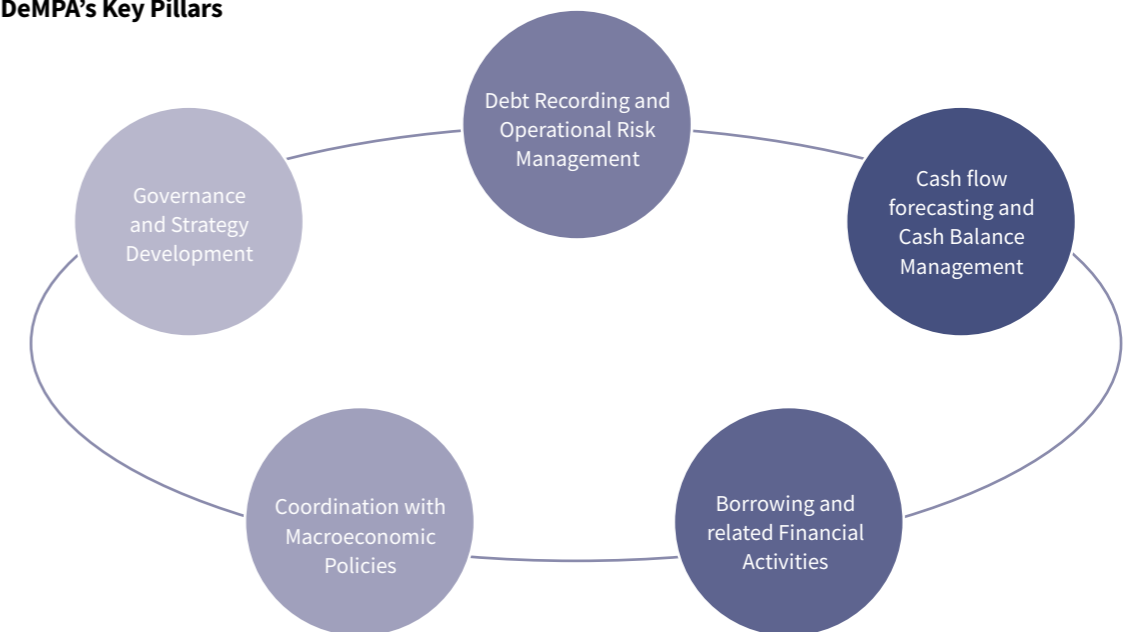 DeMPA’s Key Pillars
Debt Recording and
Operational Risk
Management
Governance
and Strategy
Development
Cash flow
forecasting and
Cash Balance
Management
Coordination with
Macroeconomic
Policies
Borrowing and
related Financial
Activities